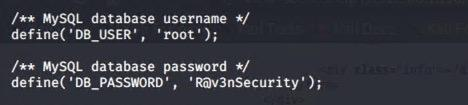 /** MySQL database username */
define('DB_USER', 'root');
/** MySQL database password */
define('DB_PASSWORD', 'R@v3nSecurity');